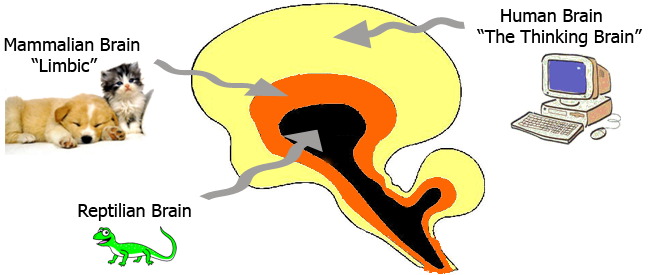 Mammalian Brain
“Limbic”
Human Brain
“The Thinking Brain”
Reptilian Brain